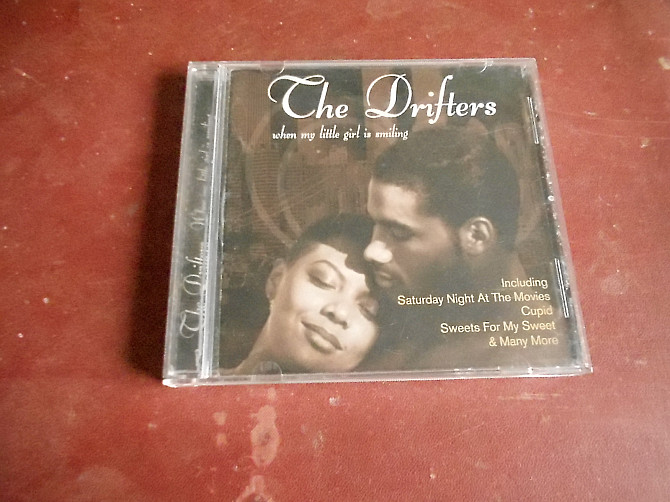 The Drifters
when my little girl is smiling
Including
Saturday Night At The Movies
Cupid
Sweets For My Sweet
& Many More
The Drifters